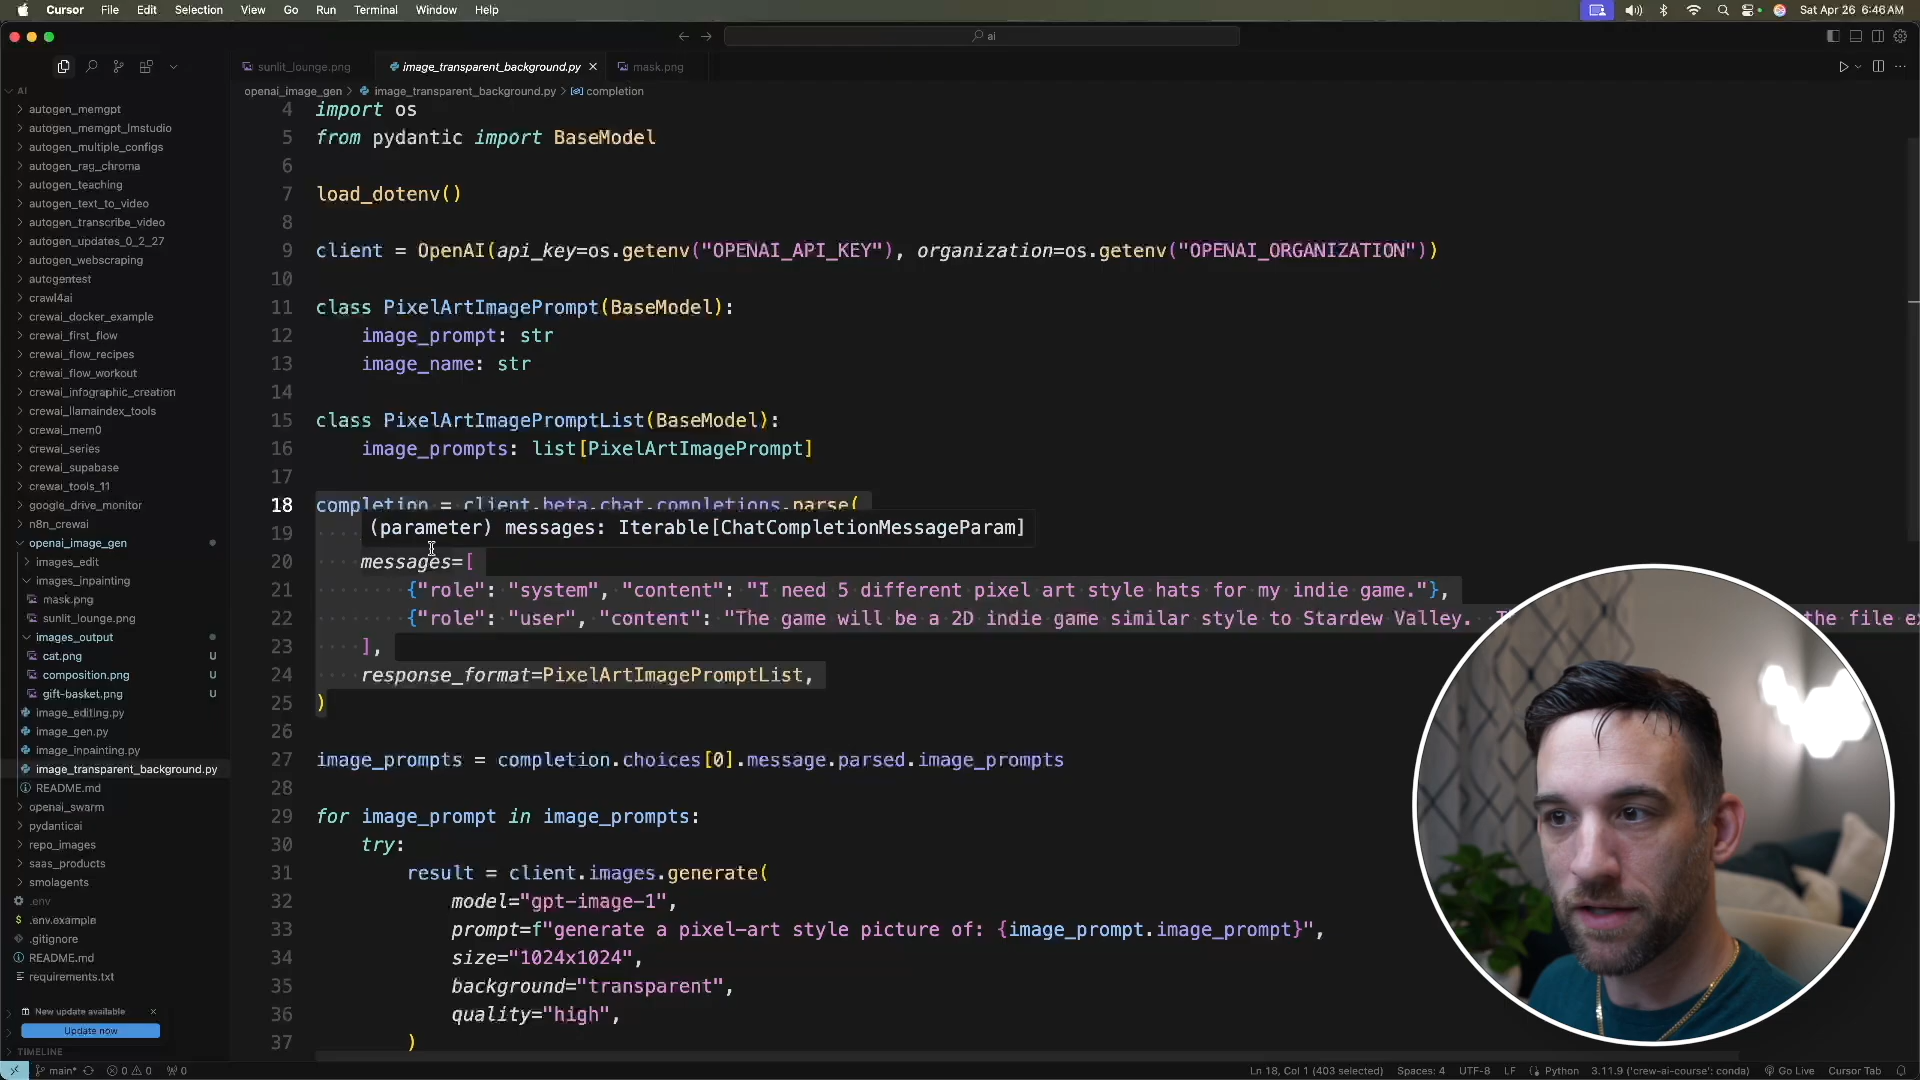 Cursor File Edit Selection View Go Run Terminal Window Help Sat Apr 26 6:46 AM
ai
sunlit_lounge.png image_transparent_background.py mask.png
openai_image_gen > image_transparent_background.py > completion
AI
autogen_memgpt
autogen_memgpt_lmstudio
autogen_multiple_configs
autogen_rag_chroma
autogen_teaching
autogen_text_to_video
autogen_transcribe_video
autogen_updates_0_2_27
autogen_webscraping
autogentest
crawl4ai
crewai_docker_example
crewai_first_flow
crewai_flow_recipes
crewai_flow_workout
crewai_infographic_creation
crewai_llamaindex_tools
crewai_mem0
crewai_series
crewai_supabase
crewai_tools_11
google_drive_monitor
n8n_crewai
openai_image_gen
images_edit
images_inpainting
mask.png
sunlit_lounge.png
images_output
cat.png U
composition.png U
gift-basket.png U
image_editing.py
image_gen.py
image_inpainting.py
image_transparent_background.py
README.md
openai_swarm
pydanticai
repo_images
saas_products
smolagents
.env
.env.example
.gitignore
README.md
requirements.txt
New update available
Update now
TIMELINE
4 import os
5 from pydantic import BaseModel
6
7 load_dotenv()
8
9 client = OpenAI(api_key=os.getenv("OPENAI_API_KEY"), organization=os.getenv("OPENAI_ORGANIZATION"))
10
11 class PixelArtImagePrompt(BaseModel):
12 image_prompt: str
13 image_name: str
14
15 class PixelArtImagePromptList(BaseModel):
16 image_prompts: list[PixelArtImagePrompt]
17
18 completion = client.beta.chat.completions.parse(
19 (parameter) messages: Iterable[ChatCompletionMessageParam]
20 messages=[
21 {"role": "system", "content": "I need 5 different pixel art style hats for my indie game."},
22 {"role": "user", "content": "The game will be a 2D indie game similar style to Stardew Valley. the file
23 ],
24 response_format=PixelArtImagePromptList,
25 )
26
27 image_prompts = completion.choices[0].message.parsed.image_prompts
28
29 for image_prompt in image_prompts:
30 try:
31 result = client.images.generate(
32 model="gpt-image-1",
33 prompt=f"generate a pixel-art style picture of: {image_prompt.image_prompt}",
34 size="1024x1024",
35 background="transparent",
36 quality="high",
37 )
main* 0 0 0 Ln 18, Col 1 (403 selected) Spaces: 4 UTF-8 LF Python 3.11.9 ('crew-ai-course': conda) Go Live Cursor Tab